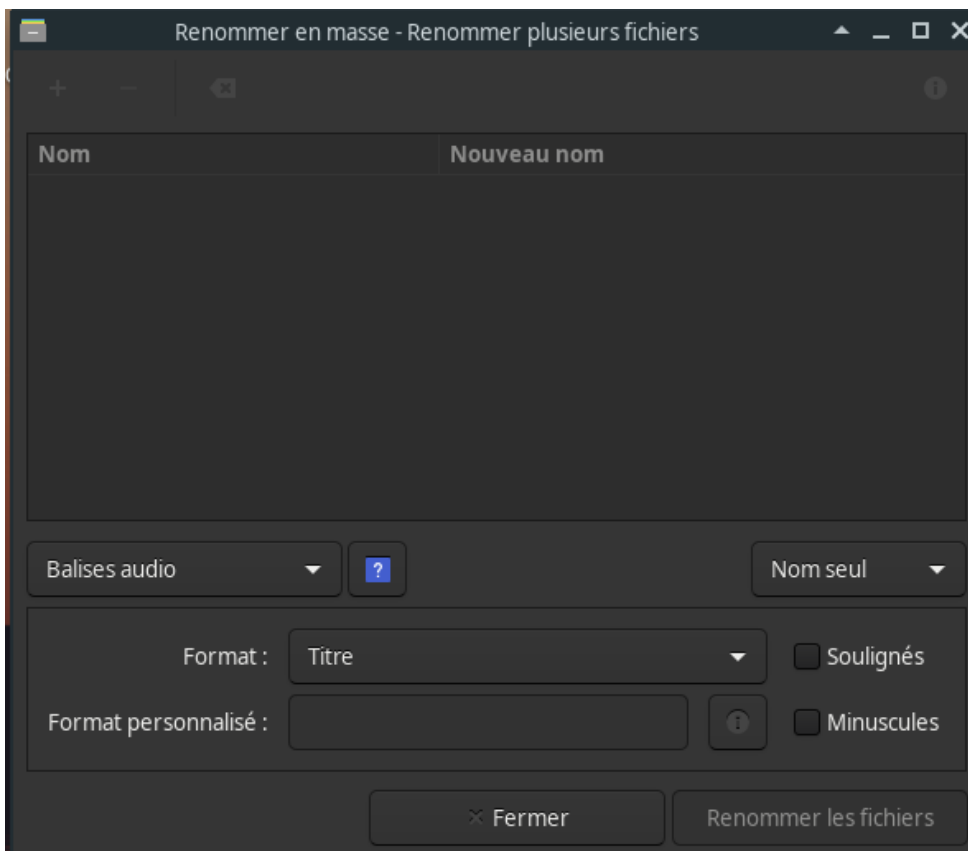 Renommer en masse - Renommer plusieurs fichiers
Nom Nouveau nom
Balises audio ? Nom seul
Format : Titre Soulignés
Format personnalisé : Minuscules
Fermer Renommer les fichiers